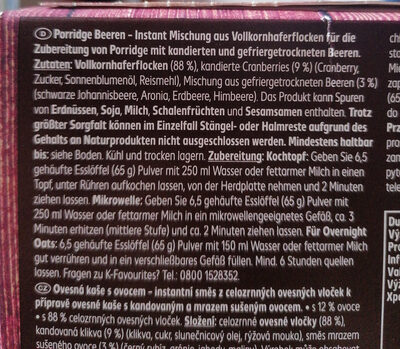 D Porridge Beeren – Instant Mischung aus Vollkornhaferflocken für die
Zubereitung von Porridge mit kandierten und gefriergetrockneten Beeren.
Zutaten: Vollkornhaferflocken (88 %), kandierte Cranberries (9 %) (Cranberry,
Zucker, Sonnenblumenöl, Reismehl), Mischung aus gefriergetrockneten Beeren (3 %)
(schwarze Johannisbeere, Aronia, Erdbeere, Himbeere). Das Produkt kann Spuren
von Erdnüssen, Soja, Milch, Schalenfrüchten und Sesamsamen enthalten. Trotz
größter Sorgfalt können im Einzelfall Stängel- oder Halmreste aufgrund des
Gehalts an Naturprodukten nicht ausgeschlossen werden. Mindestens haltbar
bis: siehe Boden. Kühl und trocken lagern. Zubereitung: Kochtopf: Geben Sie 6,5
gehäufte Esslöffel (65 g) Pulver mit 250 ml Wasser oder fettarmer Milch in einen
Topf, unter Rühren aufkochen lassen, von der Herdplatte nehmen und 2 Minuten
ziehen lassen. Mikrowelle: Geben Sie 6,5 gehäufte Esslöffel (65 g) Pulver mit
250 ml Wasser oder fettarmer Milch in ein mikrowellengeeignetes Gefäß, ca. 3
Minuten erhitzen (mittlere Stufe) und ca. 2 Minuten ziehen lassen. Für Overnight
Oats: 6,5 gehäufte Esslöffel (65 g) Pulver mit 150 ml Wasser oder fettarmer Milch
gut verrühren und in ein verschließbares Gefäß füllen. Mind. 6 Stunden quellen
lassen. Fragen zu K-Favourites? Tel.: 0800 1528352
CZ Ovesná kaše s ovocem – instantní směs z celozrnných ovesných vloček k
přípravě ovesné kaše s kandovaným a mrazem sušeným ovocem. • s 12 % ovoce
• s 88 % celozrnných ovesných vloček. Složení: celozrnné ovesné vločky (88 %),
kandovaná klikva (9 %) (klikva, cukr, slunečnicový olej, rýžová mouka), směs mrazem